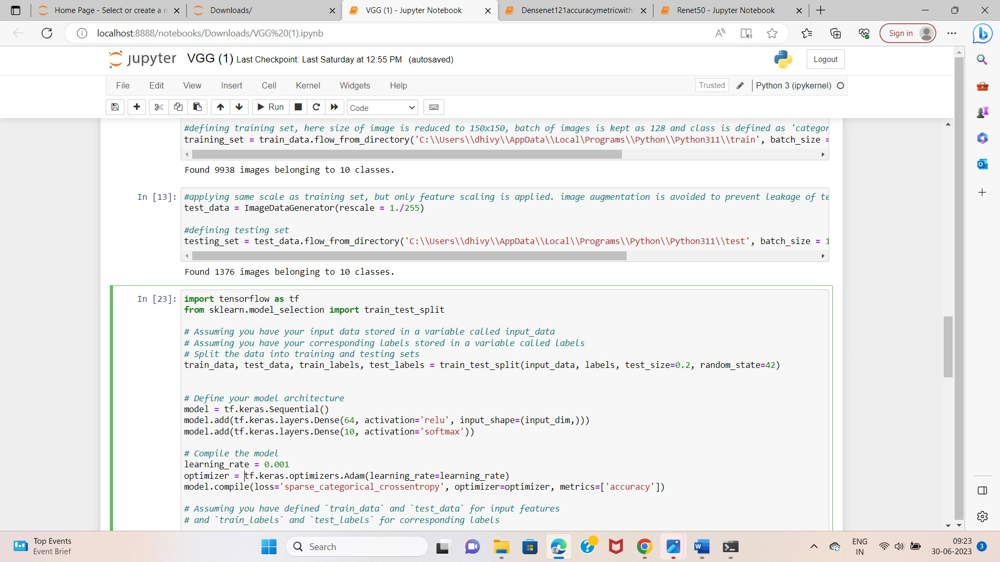 Home Page - Select or create a n
Downloads/
VGG (1) - Jupyter Notebook
Densenet121accuracymetricwith
Renet50 - Jupyter Notebook
localhost:8888/notebooks/Downloads/VGG%20(1).ipynb
Sign in
jupyter VGG (1) Last Checkpoint: Last Saturday at 12:55 PM (autosaved)
Logout
File Edit View Insert Cell Kernel Widgets Help
Trusted
Python 3 (ipykernel)
Run
Code
#defining training set, here size of image is reduced to 150x150, batch of images is kept as 128 and class is defined as 'categor
training_set = train_data.flow_from_directory('C:\\Users\\dhivy\\AppData\\Local\Programs\\Python\\Python311\\train', batch_size =
Found 9938 images belonging to 10 classes.
In [13]:
#applying same scale as training set, but only feature scaling is applied. image augmentation is avoided to prevent leakage of te
test_data = ImageDataGenerator(rescale = 1./255)
#defining testing set
testing_set = test_data.flow_from_directory('C:\\Users\\dhivy\\AppData\\Local\\Programs\\Python\\Python311\\test', batch_size = 1
Found 1376 images belonging to 10 classes.
In [23]:
import tensorflow as tf
from sklearn.model_selection import train_test_split
# Assuming you have your input data stored in a variable called input_data
# Assuming you have your corresponding labels stored in a variable called labels
# Split the data into training and testing sets
train_data, test_data, train_labels, test_labels = train_test_split(input_data, labels, test_size=0.2, random_state=42)
# Define your model architecture
model = tf.keras.Sequential()
model.add(tf.keras.layers.Dense(64, activation='relu', input_shape=(input_dim,)))
model.add(tf.keras.layers.Dense(10, activation='softmax'))
# Compile the model
learning_rate = 0.001
optimizer = tf.keras.optimizers.Adam(learning_rate=learning_rate)
model.compile(loss='sparse_categorical_crossentropy', optimizer=optimizer, metrics=['accuracy'])
# Assuming you have defined `train_data` and `test_data` for input features
# and `train_labels` and `test_labels` for corresponding labels
Top Events
Event Brief
Search
ENG
IN
09:23
30-06-2023
3